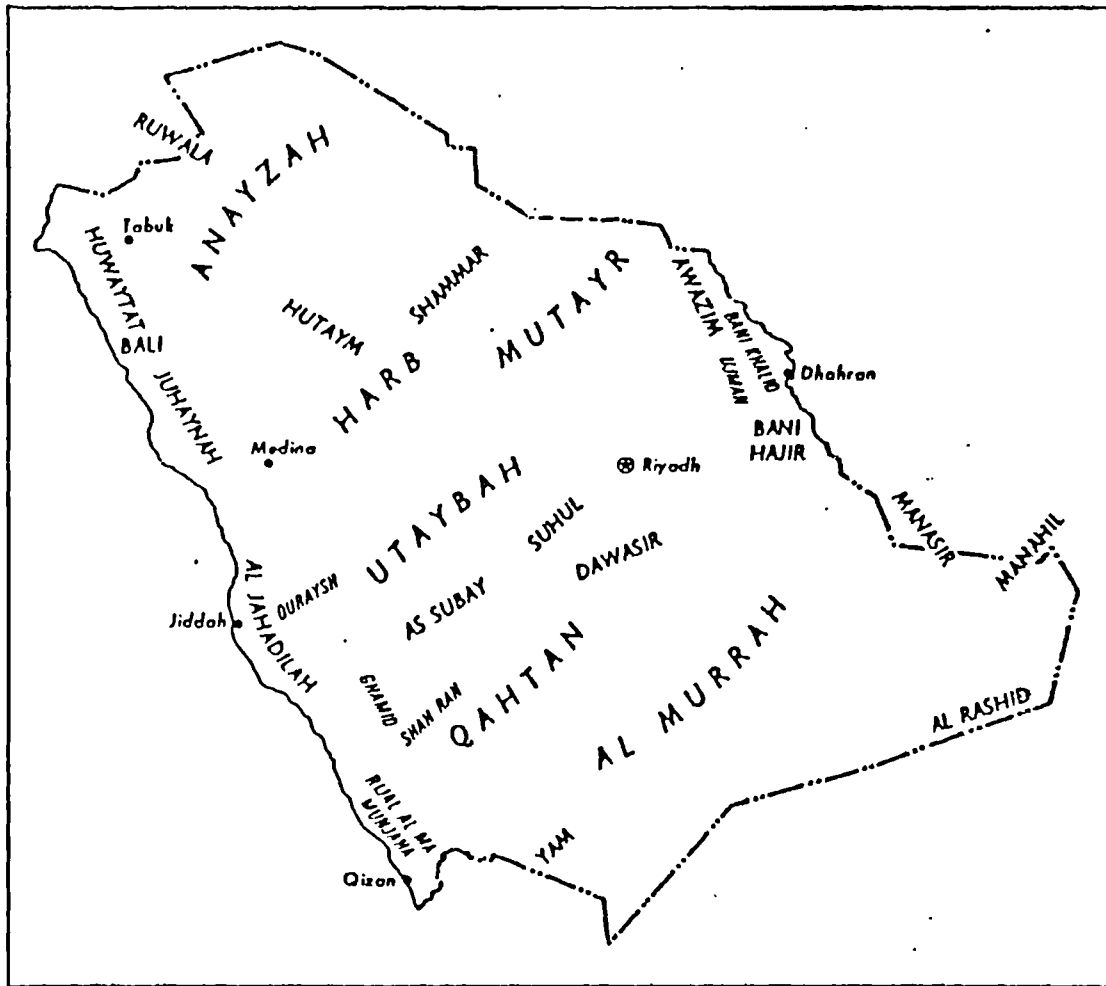 RUWALA
ANAYZAH
Tabuk
HUWAYTAT
BALI
JUHAYNAH
HUTAYM
SHAMMAR
HARB
MUTAYR
AWAZIM
BANI KHALID
Dhahran
BANI
HAJIR
Medina
Riyadh
UTAYBAH
SUHUL
DAWASIR
MANASIR
MANAHIL
AL JAHADILAH
QURAYSH
Jiddah
AS SUBAY
GHAMID
SHAH RAN
QAHTAN
AL MURRAH
AL RASHID
RIJAL AL MA
MUNJAHA
Qizan
YAM